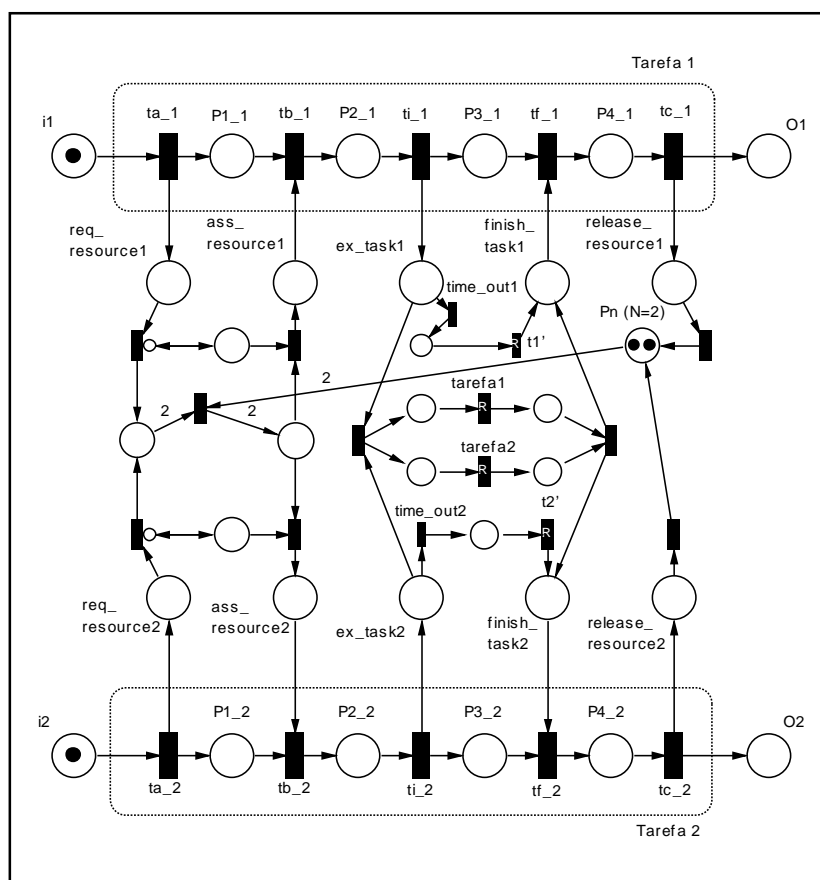 Tarefa 1
i1
ta_1
P1_1
tb_1
P2_1
ti_1
P3_1
tf_1
P4_1
tc_1
O1
req_
resource1
ass_
resource1
ex_task1
finish_
task1
release_
resource1
time_out1
Pn (N=2)
R
t1'
2
tarefa1
2
2
R
tarefa2
R
t2'
time_out2
R
req_
resource2
ass_
resource2
ex_task2
finish_
task2
release_
resource2
i2
P1_2
P2_2
P3_2
P4_2
O2
ta_2
tb_2
ti_2
tf_2
tc_2
Tarefa 2